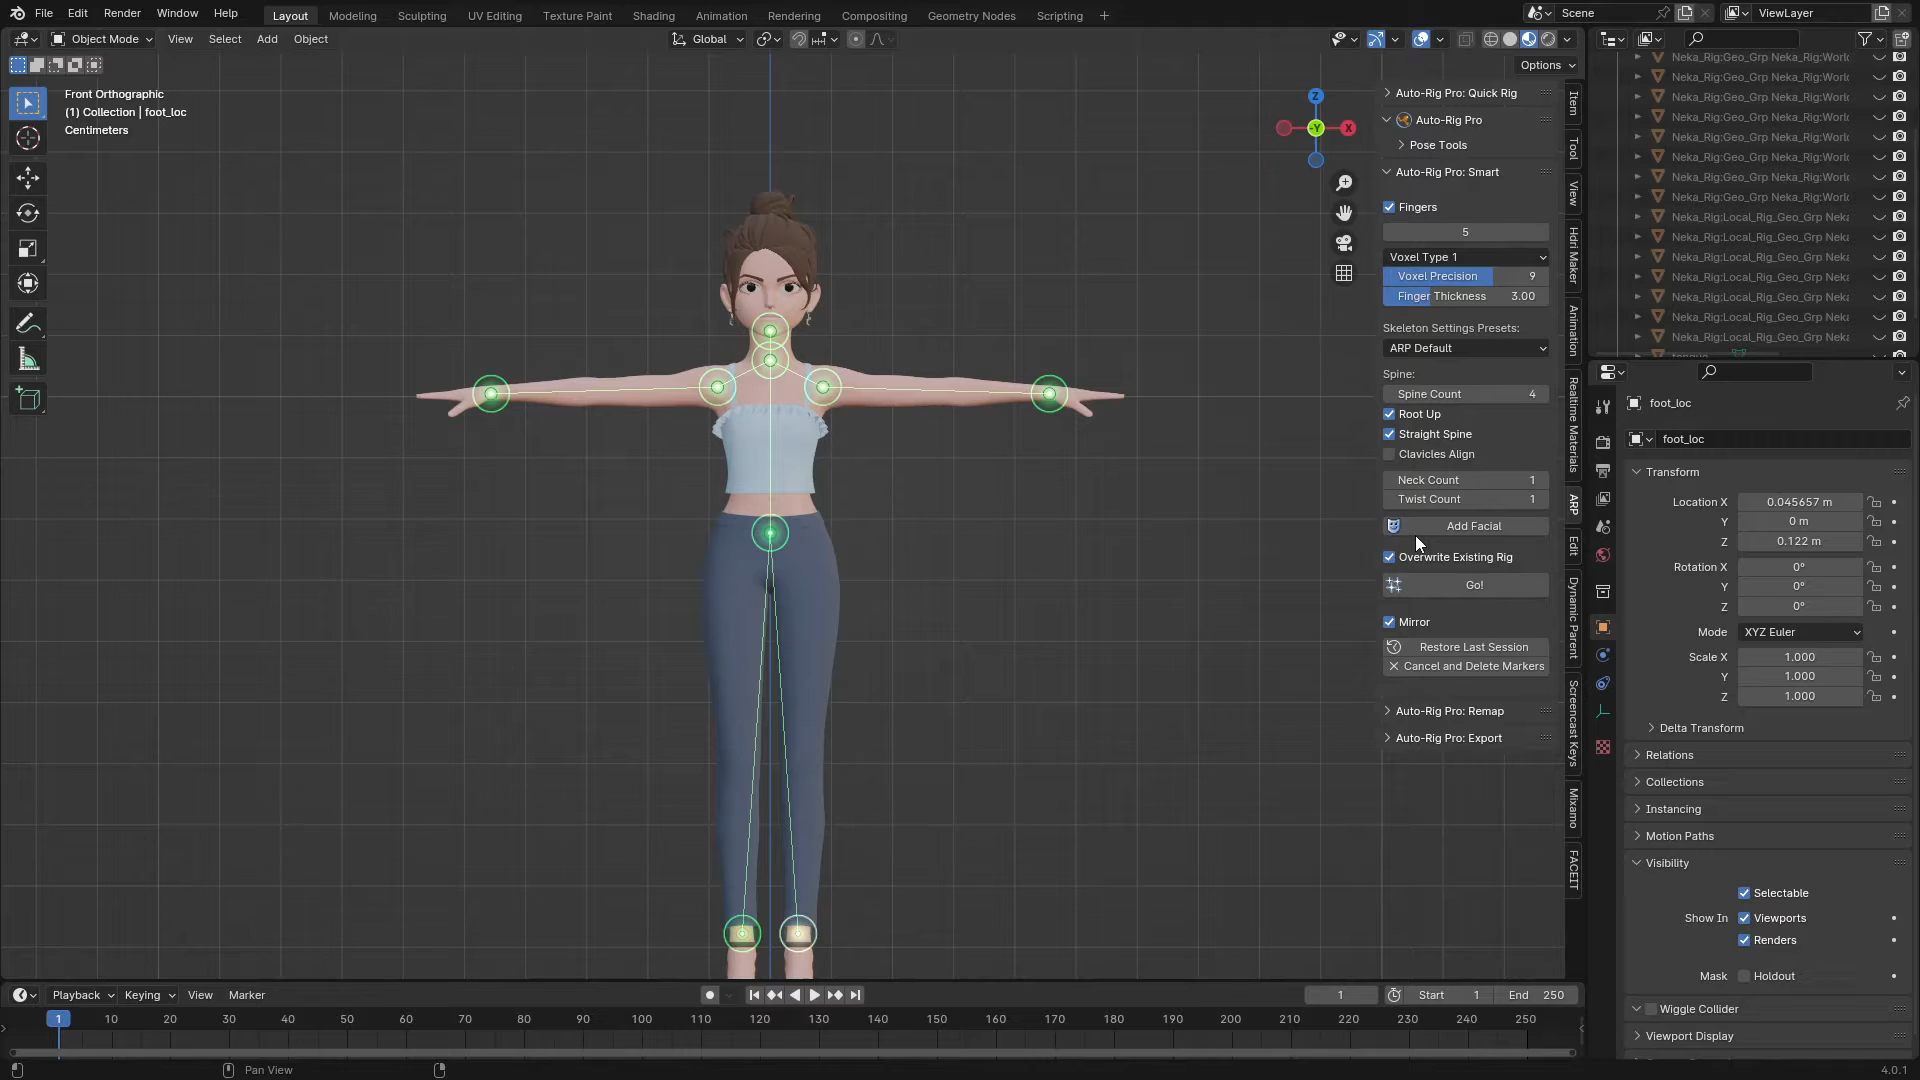 File Edit Render Window Help Layout Modeling Sculpting UV Editing Texture Paint Shading Animation Rendering Compositing Geometry Nodes Scripting + Scene ViewLayer
Object Mode View Select Add Object Global
Options
Front Orthographic
(1) Collection | foot_loc
Centimeters
Z
-Y
X
Auto-Rig Pro: Quick Rig
Auto-Rig Pro
Pose Tools
Auto-Rig Pro: Smart
Fingers
5
Voxel Type 1
Voxel Precision 9
Finger Thickness 3.00
Skeleton Settings Presets:
ARP Default
Spine:
Spine Count 4
Root Up
Straight Spine
Clavicles Align
Neck Count 1
Twist Count 1
Add Facial
Overwrite Existing Rig
Go!
Mirror
Restore Last Session
Cancel and Delete Markers
Auto-Rig Pro: Remap
Auto-Rig Pro: Export
Item
Tool
View
Hdri Maker
Animation
Realtime Materials
ARP
Edit
Dynamic Parent
Screencast Keys
Mixamo
FACEIT
Neka_Rig:Geo_Grp Neka_Rig:Worl
Neka_Rig:Geo_Grp Neka_Rig:Worl
Neka_Rig:Geo_Grp Neka_Rig:Worl
Neka_Rig:Geo_Grp Neka_Rig:Worl
Neka_Rig:Geo_Grp Neka_Rig:Worl
Neka_Rig:Geo_Grp Neka_Rig:Worl
Neka_Rig:Geo_Grp Neka_Rig:Worl
Neka_Rig:Geo_Grp Neka_Rig:Worl
Neka_Rig:Local_Rig_Geo_Grp Neka
Neka_Rig:Local_Rig_Geo_Grp Neka
Neka_Rig:Local_Rig_Geo_Grp Neka
Neka_Rig:Local_Rig_Geo_Grp Neka
Neka_Rig:Local_Rig_Geo_Grp Neka
Neka_Rig:Local_Rig_Geo_Grp Neka
Neka_Rig:Local_Rig_Geo_Grp Neka
foot_loc
foot_loc
Transform
Location X 0.045657 m
Y 0 m
Z 0.122 m
Rotation X 0°
Y 0°
Z 0°
Mode XYZ Euler
Scale X 1.000
Y 1.000
Z 1.000
Delta Transform
Relations
Collections
Instancing
Motion Paths
Visibility
Selectable
Show In Viewports
Renders
Mask Holdout
Wiggle Collider
Viewport Display
Playback Keying View Marker 1 Start 1 End 250
1 10 20 30 40 50 60 70 80 90 100 110 120 130 140 150 160 170 180 190 200 210 220 230 240 250
Pan View 4.0.1